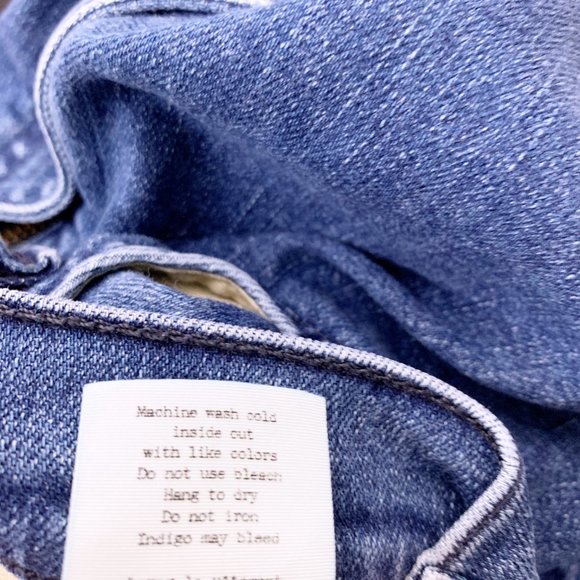 Machine wash cold
inside out
with like colors
Do not use bleach
Hang to dry
Do not iron
Indigo may bleed